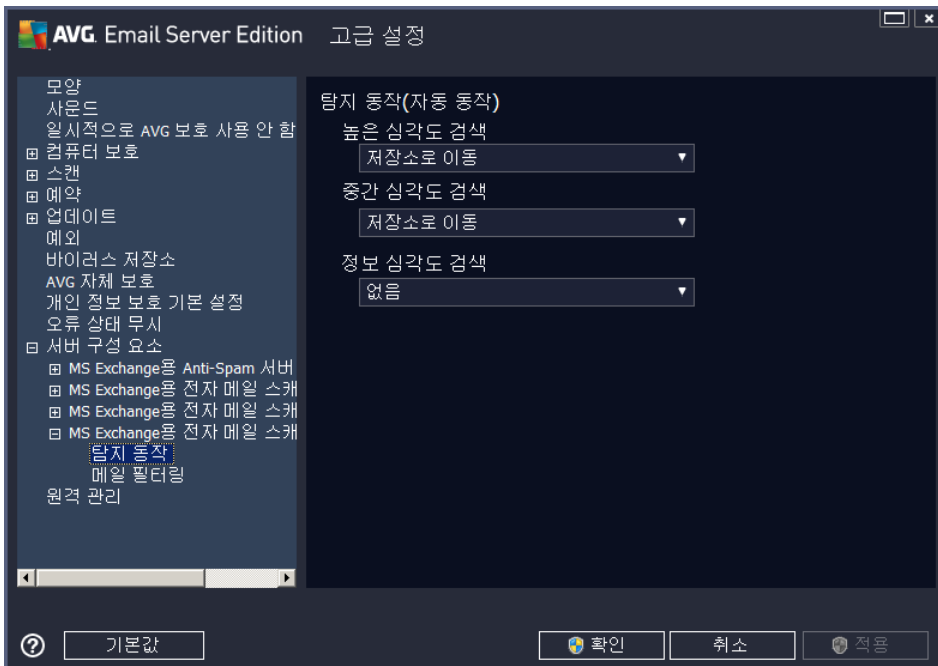 AVG. Email Server Edition 고급 설정
모양
사운드
일시적으로 AVG 보호 사용 안 함
컴퓨터 보호
스캔
예약
업데이트
예외
바이러스 저장소
AVG 자체 보호
개인 정보 보호 기본 설정
오류 상태 무시
서버 구성 요소
MS Exchange용 Anti-Spam 서버
MS Exchange용 전자 메일 스캐
MS Exchange용 전자 메일 스캐
MS Exchange용 전자 메일 스캐
탐지 동작
메일 필터링
원격 관리
탐지 동작(자동 동작)
높은 심각도 검색
저장소로 이동
중간 심각도 검색
저장소로 이동
정보 심각도 검색
없음
기본값
확인
취소
적용